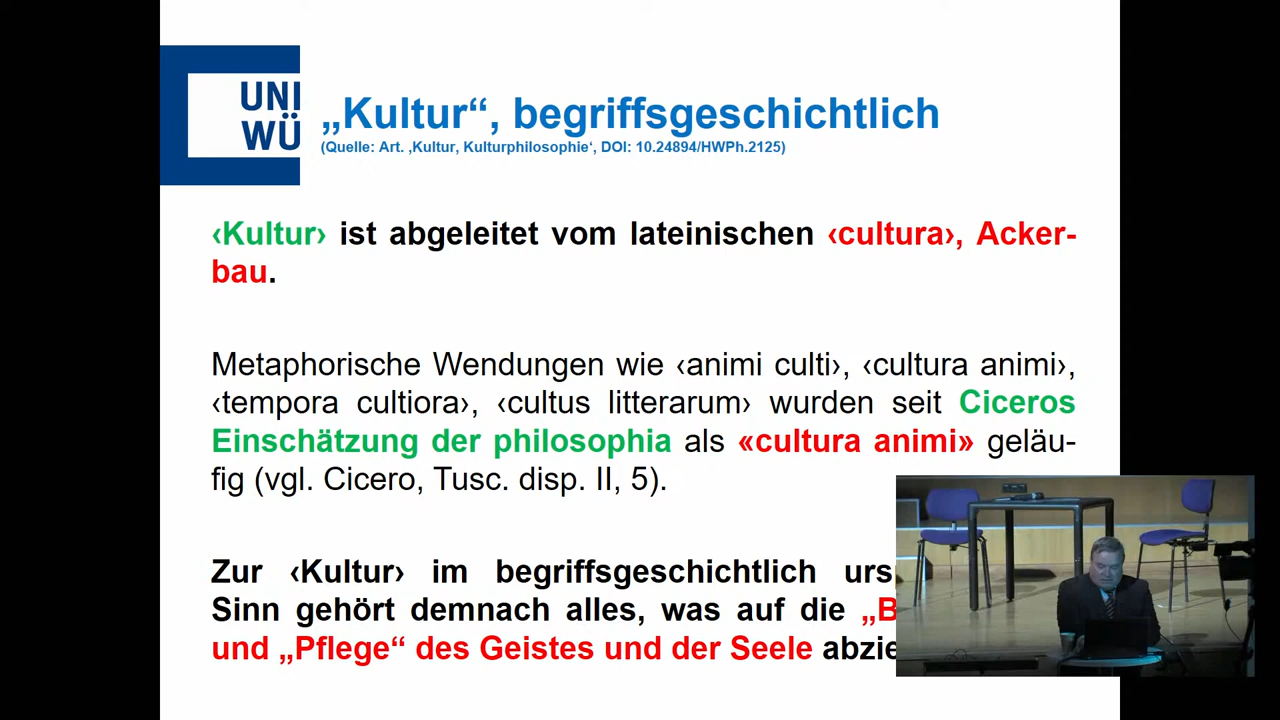 UNI
WÜ
„Kultur“, begriffsgeschichtlich
(Quelle: Art. ‚Kultur, Kulturphilosophie‘, DOI: 10.24894/HWPh.2125)
‹Kultur› ist abgeleitet vom lateinischen ‹cultura›, Acker-
bau.
Metaphorische Wendungen wie ‹animi culti›, ‹cultura animi›,
‹tempora cultiora›, ‹cultus litterarum› wurden seit Ciceros
Einschätzung der philosophia als «cultura animi» geläu-
fig (vgl. Cicero, Tusc. disp. II, 5).
Zur ‹Kultur› im begriffsgeschichtlich
Sinn gehört demnach alles, was auf die
und „Pflege“ des Geistes und der Seele